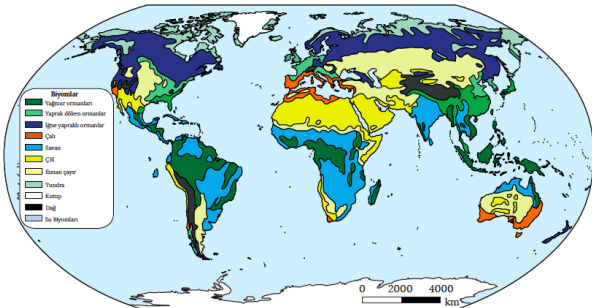 Biyomlar
Yağmur ormanları
Yaprak döken ormanlar
İğne yapraklı ormanlar
Çalı
Savan
Çöl
Ilıman çayır
Tundra
Kutup
Dağ
Su Biyomları
0 2000 4000
km